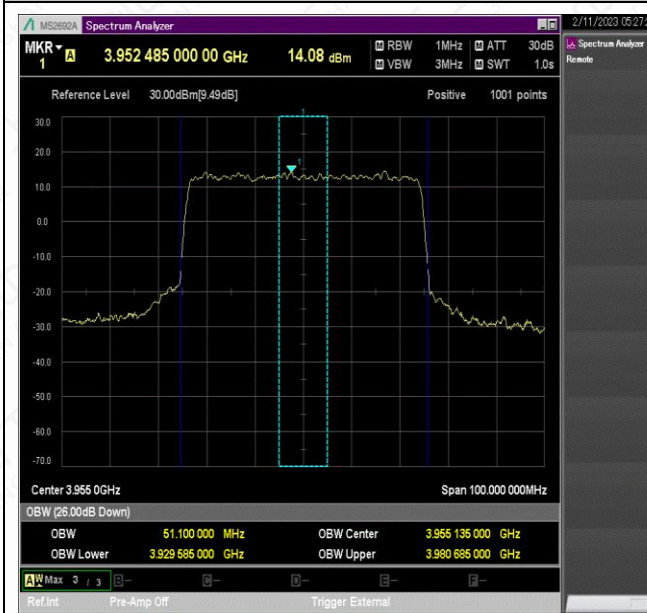 MS2692A Spectrum Analyzer
2/11/2023 05:27:
MKR 1 A 3.952 485 000 00 GHz 14.08 dBm
M RBW 1MHz M ATT 30dB
M VBW 3MHz M SWT 1.0s
Spectrum Analyzer
Remote
Reference Level 30.00dBm[9.49dB] Positive 1001 points
1
30.0
20.0
10.0
0.0
-10.0
-20.0
-30.0
-40.0
-50.0
-60.0
-70.0
Center 3.955 0GHz Span 100.000 000MHz
OBW (26.00dB Down)
OBW 51.100 000 MHz OBW Center 3.955 135 000 GHz
OBW Lower 3.929 585 000 GHz OBW Upper 3.980 685 000 GHz
A W Max 3 / 3 B- C- D- E- F-
Ref.Int Pre-Amp Off Trigger External